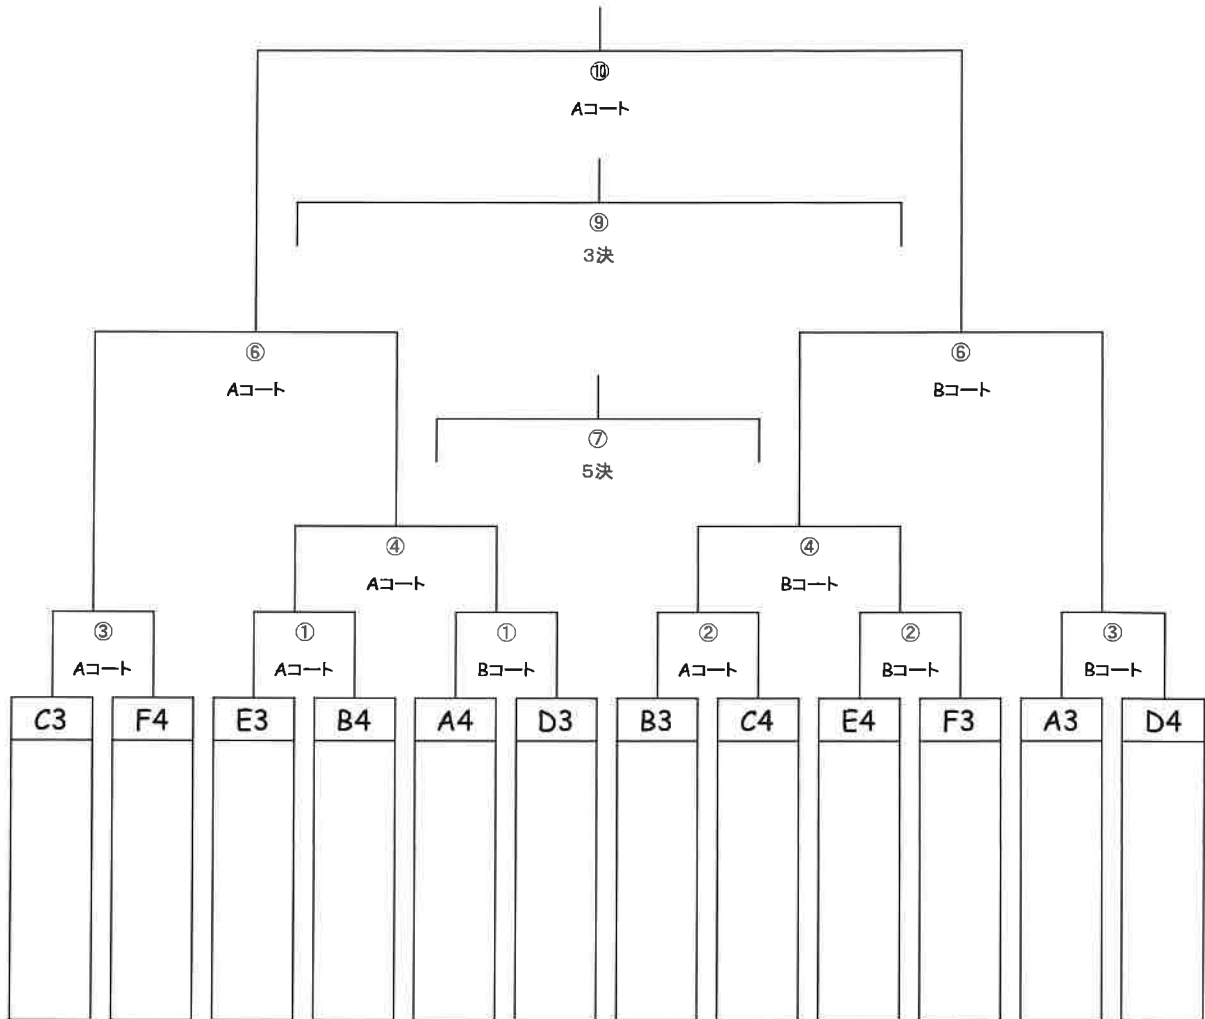 ⑩
Aコート
⑨
3決
⑥ ⑥
Aコート Bコート
⑦
5決
④ ④
Aコート Bコート
③ ① ① ② ② ③
Aコート Aコート Bコート Aコート Bコート Bコート
C3 F4 E3 B4 A4 D3 B3 C4 E4 F3 A3 D4